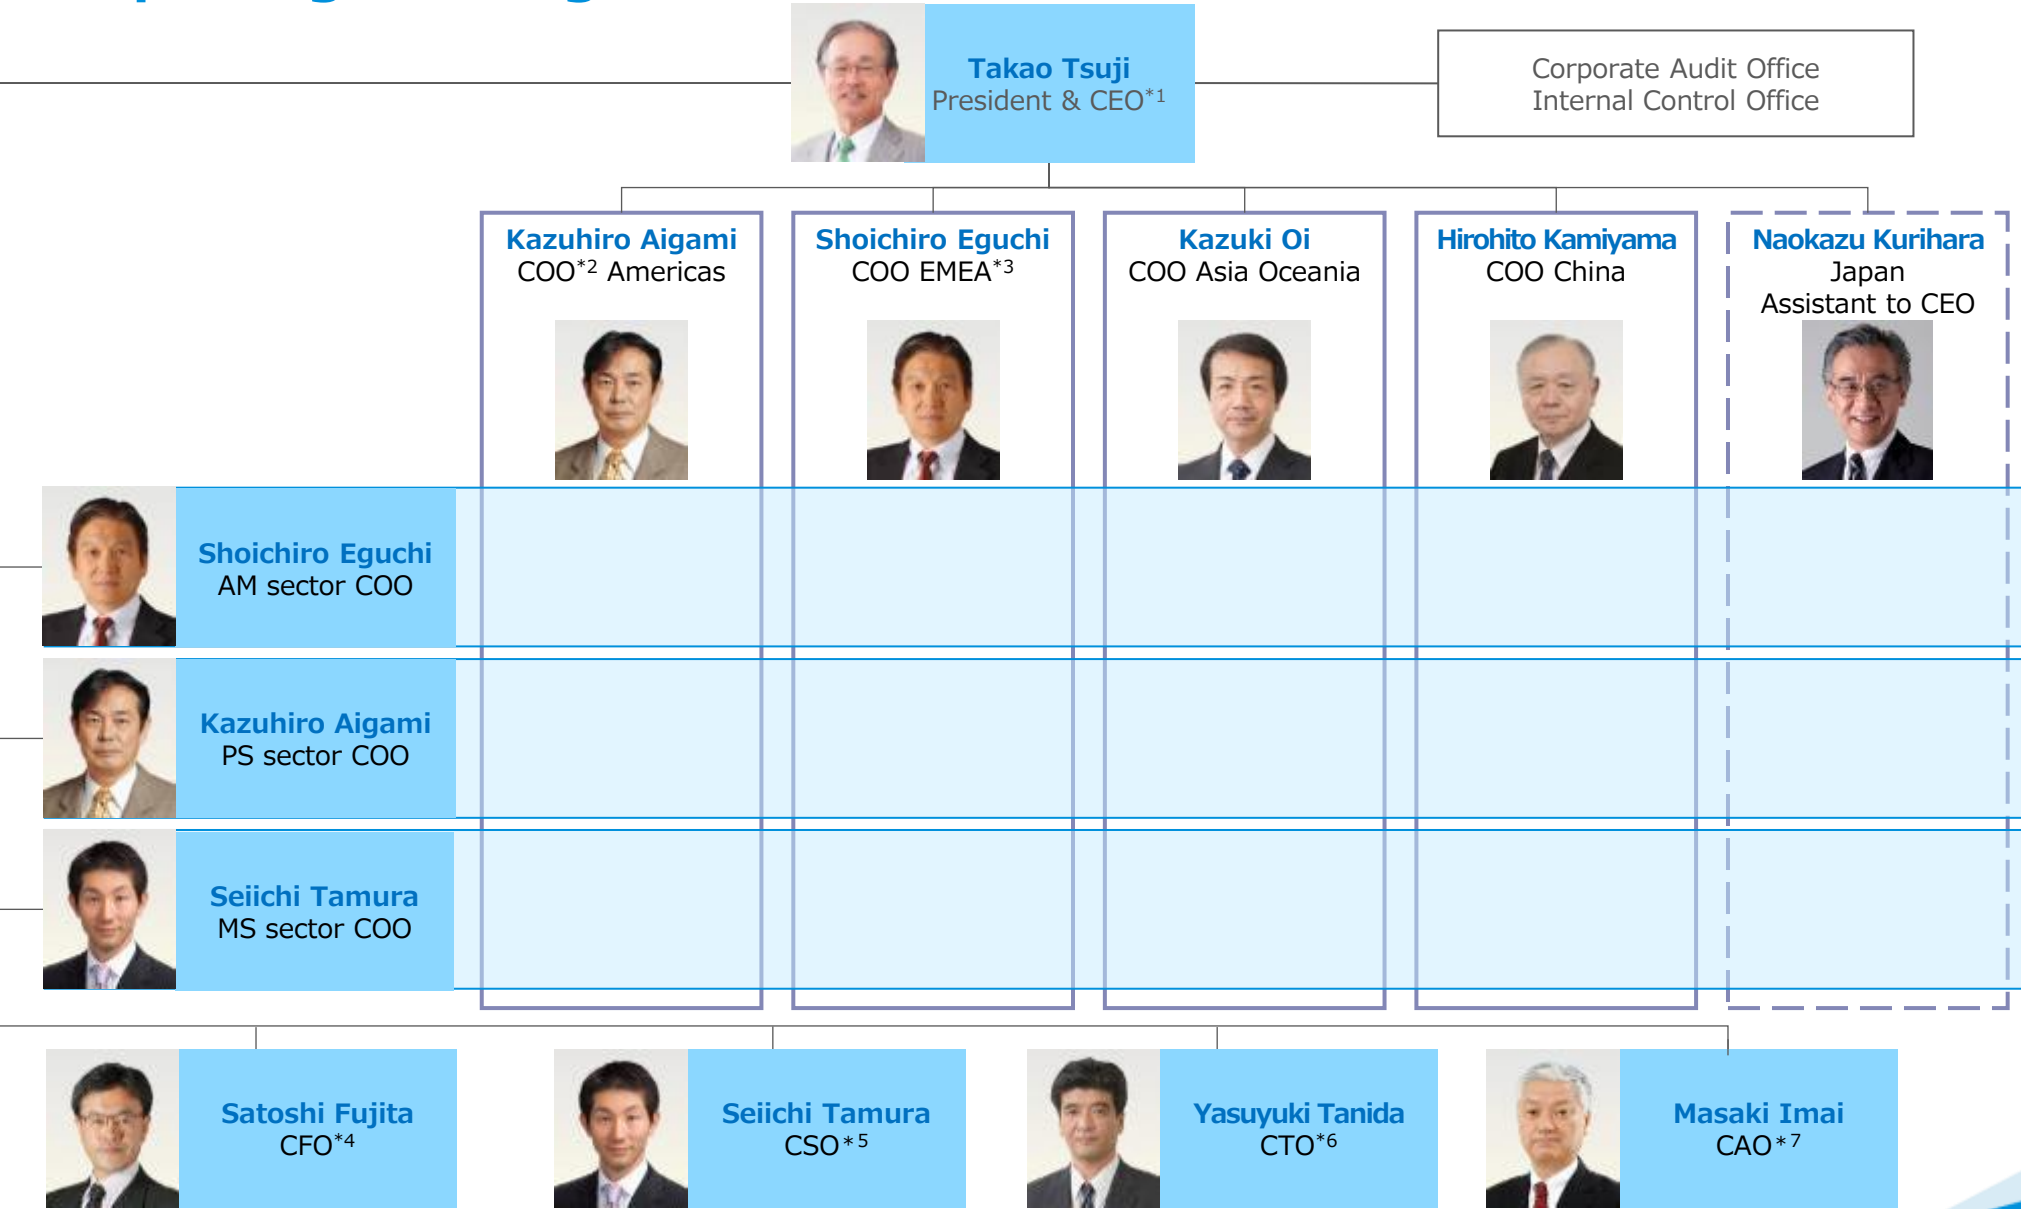 Takao Tsuji
President & CEO*1
Corporate Audit Office
Internal Control Office
Kazuhiro Aigami
COO*2 Americas
Shoichiro Eguchi
COO EMEA*3
Kazuki Oi
COO Asia Oceania
Hirohito Kamiyama
COO China
Naokazu Kurihara
Japan
Assistant to CEO
Shoichiro Eguchi
AM sector COO
Kazuhiro Aigami
PS sector COO
Seiichi Tamura
MS sector COO
Satoshi Fujita
CFO*4
Seiichi Tamura
CSO*5
Yasuyuki Tanida
CTO*6
Masaki Imai
CAO*7